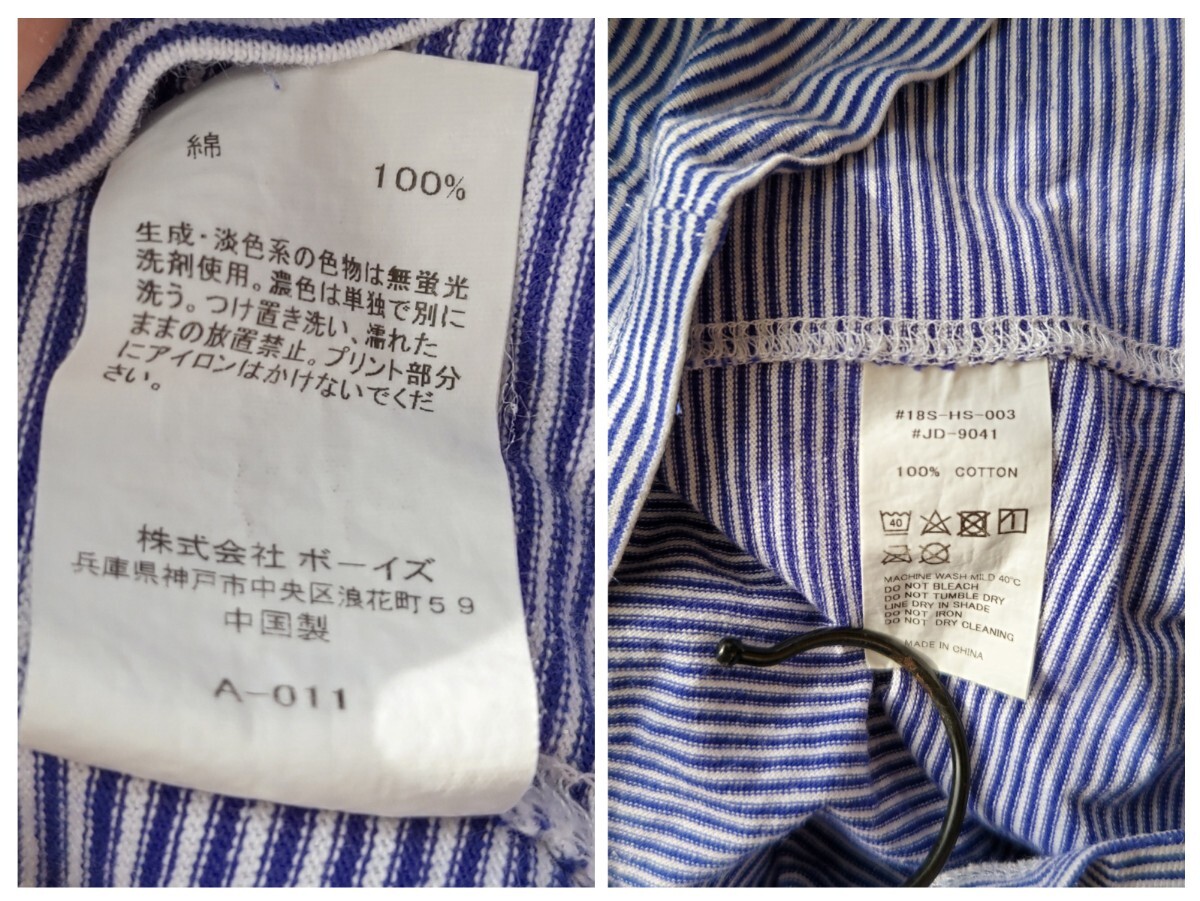 綿
100%
生成・淡色系の色物は無蛍光
洗剤使用。濃色は単独で別に
洗う。つけ置き洗い、濡れた
ままの放置禁止。プリント部分
にアイロンはかけないでくだ
さい。
株式会社 ボーイズ
兵庫県神戸市中央区浪花町59
中国製
A-011
#18S-HS-003
#JD-9041
100% COTTON
40
MACHINE WASH MILD 40℃
DO NOT BLEACH
DO NOT TUMBLE DRY
LINE DRY IN SHADE
DO NOT IRON
DO NOT DRY CLEANING
MADE IN CHINA